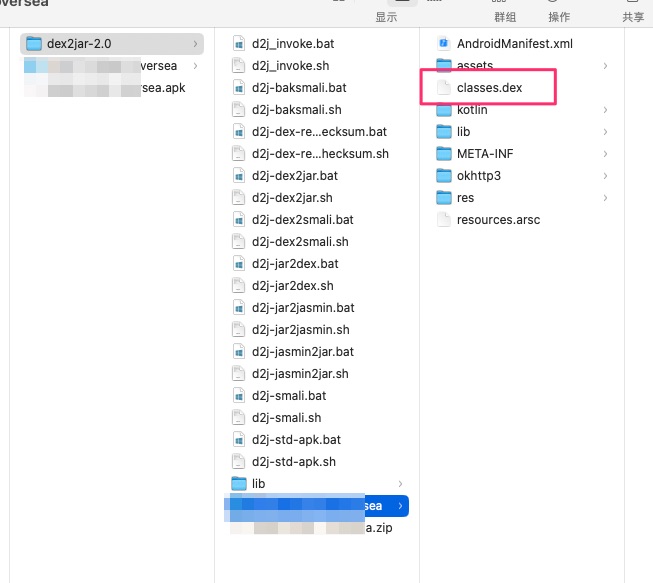 versea
显示
群组
操作
共享
dex2jar-2.0
versea
sea.apk
d2j_invoke.bat
d2j_invoke.sh
d2j-baksmali.bat
d2j-baksmali.sh
d2j-dex-re...ecksum.bat
d2j-dex-re...hecksum.sh
d2j-dex2jar.bat
d2j-dex2jar.sh
d2j-dex2smali.bat
d2j-dex2smali.sh
d2j-jar2dex.bat
d2j-jar2dex.sh
d2j-jar2jasmin.bat
d2j-jar2jasmin.sh
d2j-jasmin2jar.bat
d2j-jasmin2jar.sh
d2j-smali.bat
d2j-smali.sh
d2j-std-apk.bat
d2j-std-apk.sh
lib
sea
a.zip
AndroidManifest.xml
assets
classes.dex
kotlin
lib
META-INF
okhttp3
res
resources.arsc